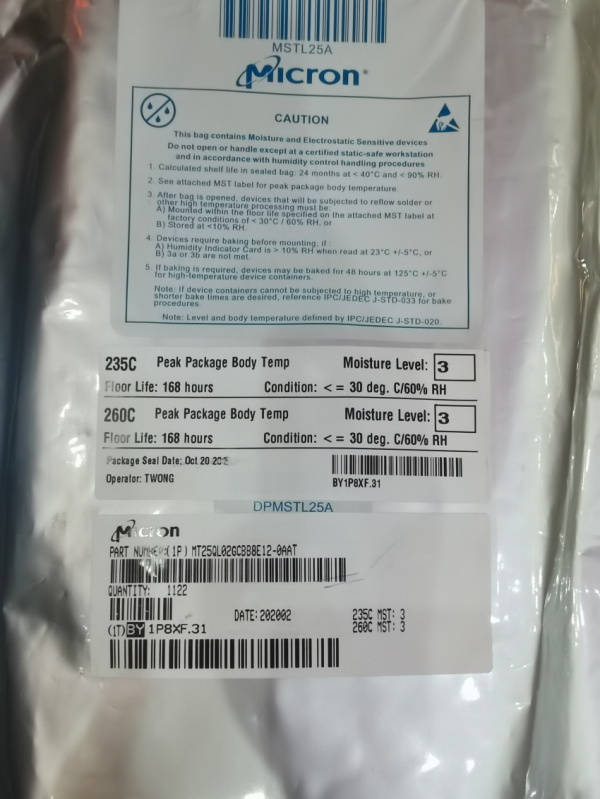 MSTL25A
Micron®
CAUTION
This bag contains Moisture and Electrostatic Sensitive devices
Do not open or handle except at a certified static-safe workstation
and in accordance with humidity control handling procedures
1. Calculated shelf life in sealed bag: 24 months at < 40°C and < 90% RH.
2. See attached MST label for peak package body temperature.
3. After bag is opened, devices that will be subjected to reflow solder or
other high temperature processing must be:
A) Mounted within the floor life specified on the attached MST label at
factory conditions of < 30°C / 60% RH, or
B) Stored at <10% RH.
4. Devices require baking before mounting, if :
A) Humidity Indicator Card is > 10% RH when read at 23°C +/-5°C, or
B) 3a or 3b are not met.
5. If baking is required, devices may be baked for 48 hours at 125°C +/-5°C
for high-temperature device containers.
Note: If device containers cannot be subjected to high temperature, or
shorter bake times are desired, reference IPC/JEDEC J-STD-033 for bake
procedures.
Note: Level and body temperature defined by IPC/JEDEC J-STD-020.
235C Peak Package Body Temp Moisture Level: 3
Floor Life: 168 hours Condition: < = 30 deg. C/60% RH
260C Peak Package Body Temp Moisture Level: 3
Floor Life: 168 hours Condition: < = 30 deg. C/60% RH
Package Seal Date: Oct 20
Operator: TWONG BY1P8XF.31
DPMSTL25A
Micron
PART NUMBER:(1P) MT25QL02GCBB8E12-0AAT
QUANTITY: 1122
DATE:202002 235C MST: 3
260C MST: 3
(1T)BY 1P8XF.31